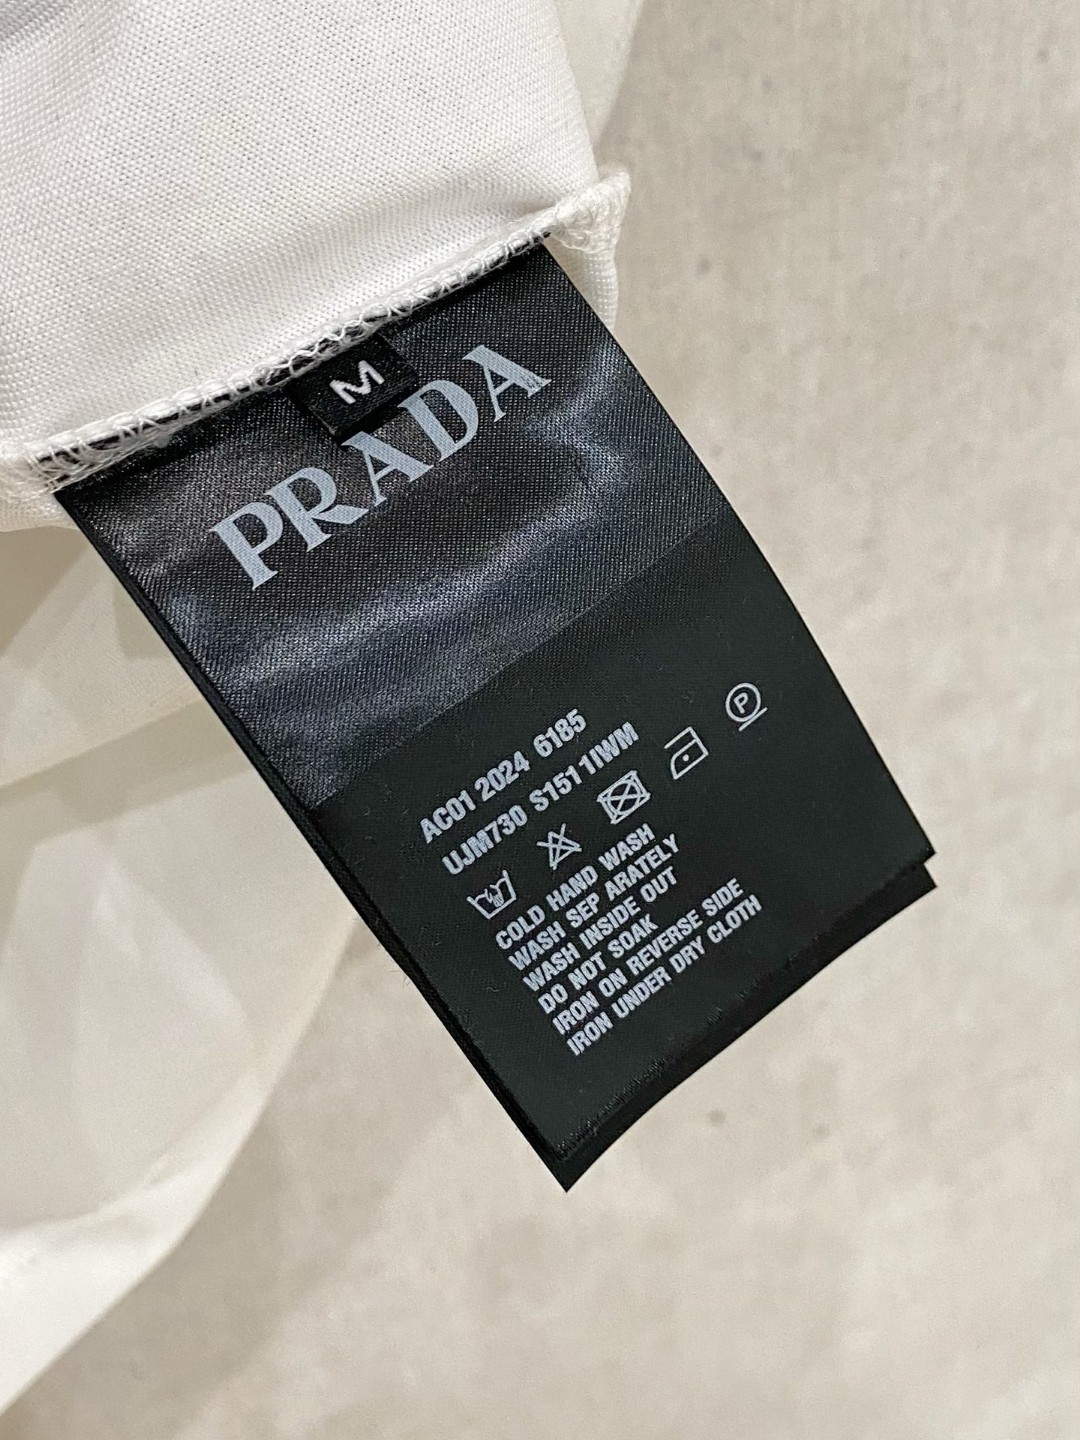 M
PRADA
AC01 2024 6185
UJM730 S151 1IWM
P
COLD HAND WASH
WASH SEP ARATELY
WASH INSIDE OUT
DO NOT SOAK
IRON ON REVERSE SIDE
IRON UNDER DRY CLOTH